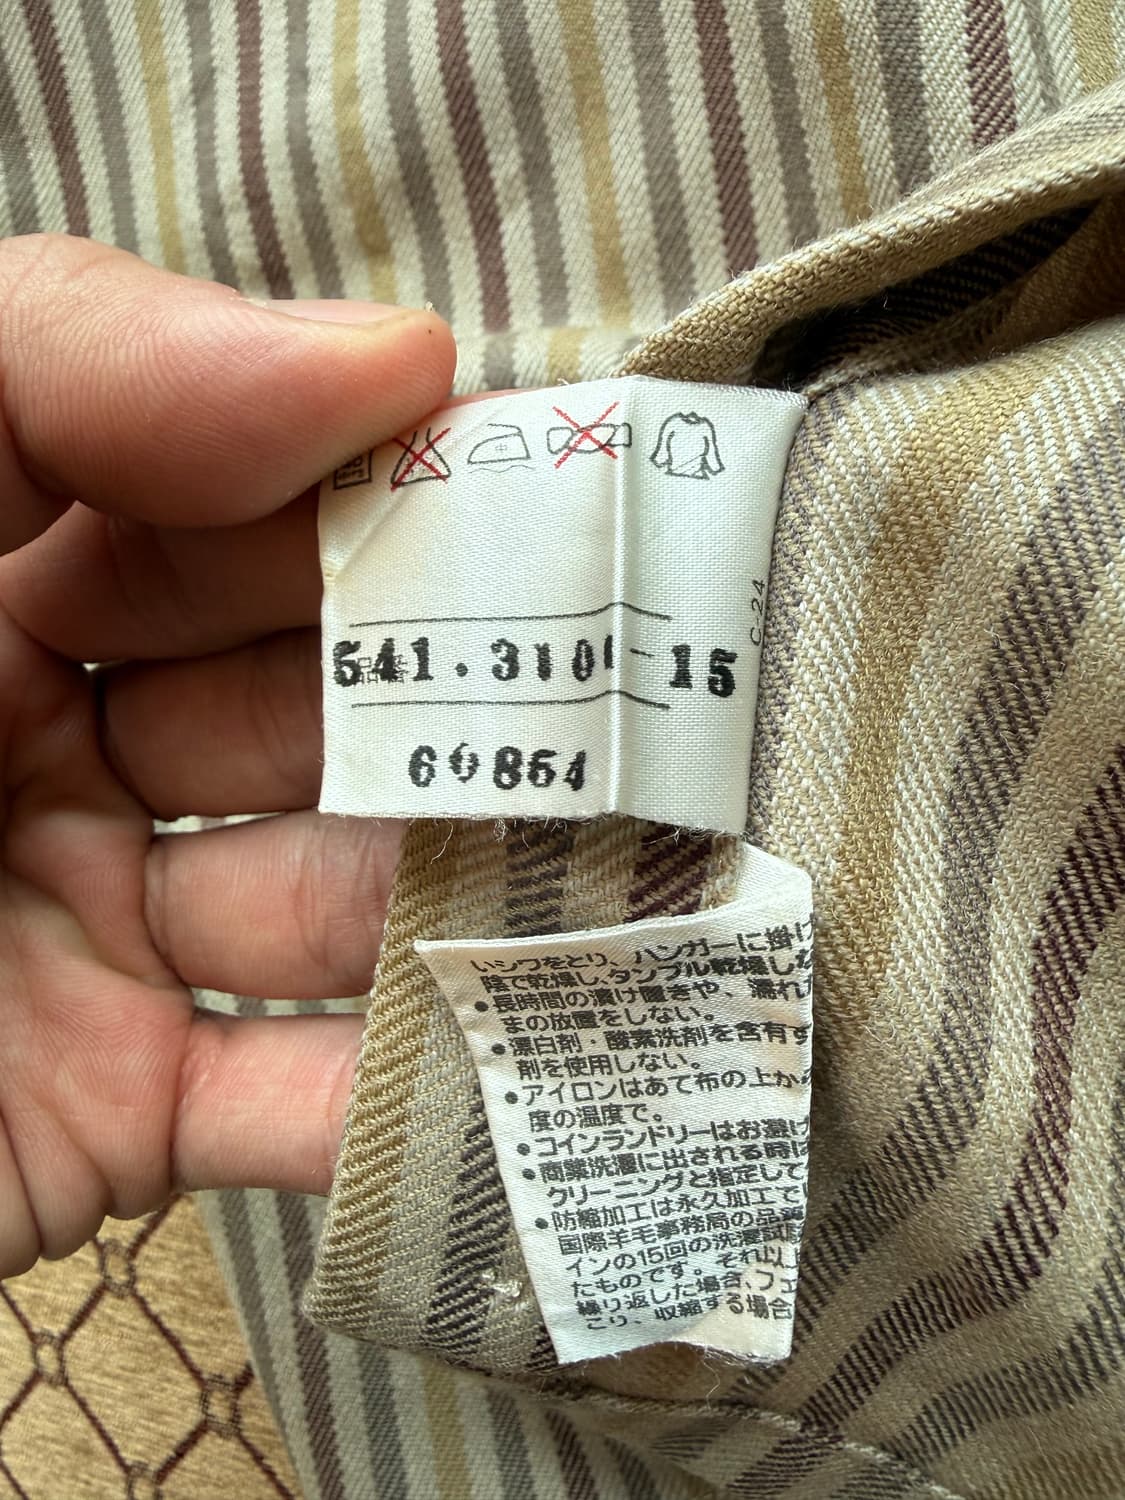 C-24
541.310 -15
60864
いシワをとり、ハンガーに掛け
陰で乾燥し、タンブル乾燥しな
●長時間の漬け置きや、濡れた
まの放置をしない。
●漂白剤・酸素洗剤を含有す
剤を使用しない。
●アイロンはあて布の上か
度の温度で。
●コインランドリーはお避け
●商業洗濯に出される時は
クリーニングと指定して
●防縮加工は永久加工で
国際羊毛事務局の品質
インの15回の洗濯試験
たものです。それ以
繰り返した場合、フェ
こり、収縮する場合